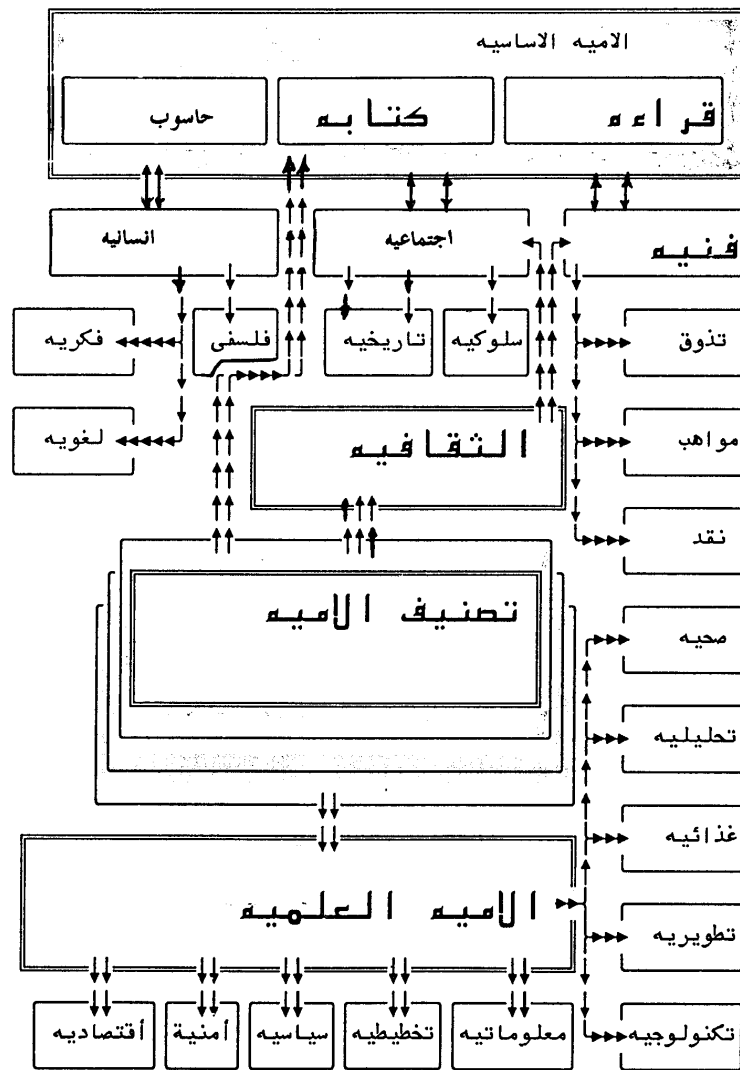 الاميه الاساسيه
قراءه
كتابه
حاسوب
فنيه
اجتماعيه
انسانيه
تذوق
سلوكيه
تاريخيه
فلسفى
فكريه
مواهب
الثقافيه
لغويه
نقد
تصنيف الاميه
صحيه
تحليليه
غذائيه
الاميه العلميه
تطويريه
تكنولوجيه
معلوماتيه
تخطيطيه
سياسيه
أمنية
أقتصاديه